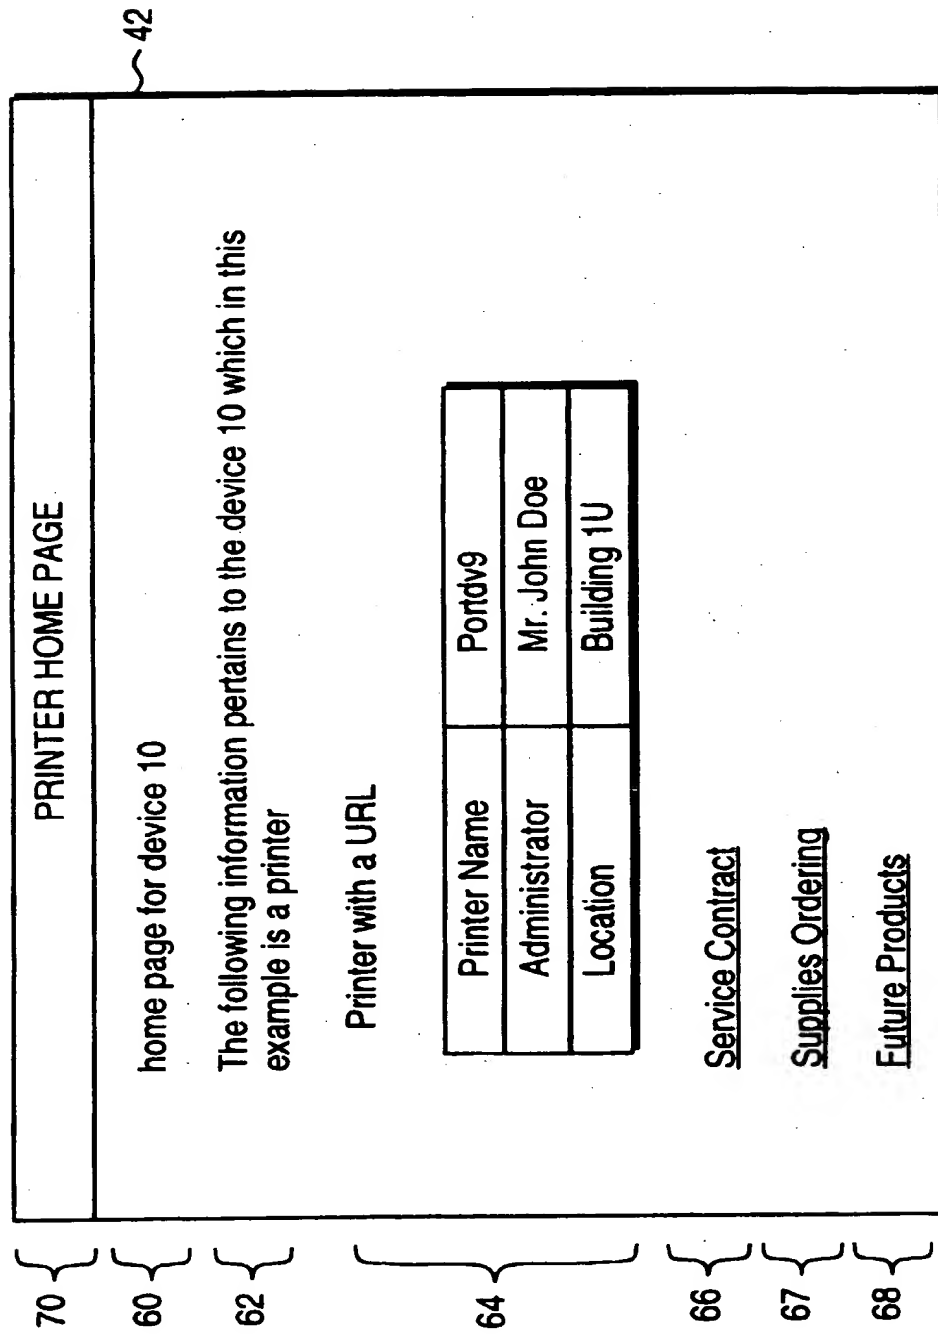 42
70 PRINTER HOME PAGE
60 home page for device 10
62 The following information pertains to the device 10 which in this
example is a printer
Printer with a URL
64
Printer Name Portdv9
Administrator Mr. John Doe
Location Building 1U
66 Service Contract
67 Supplies Ordering
68 Future Products